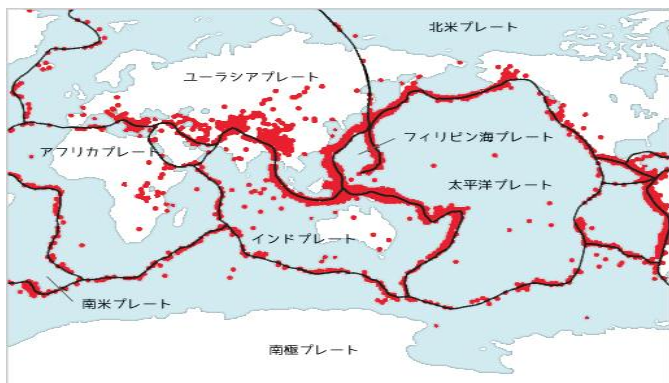 北米プレート
ユーラシアプレート
フィリピン海プレート
アフリカプレート
太平洋プレート
インドプレート
南米プレート
南極プレート